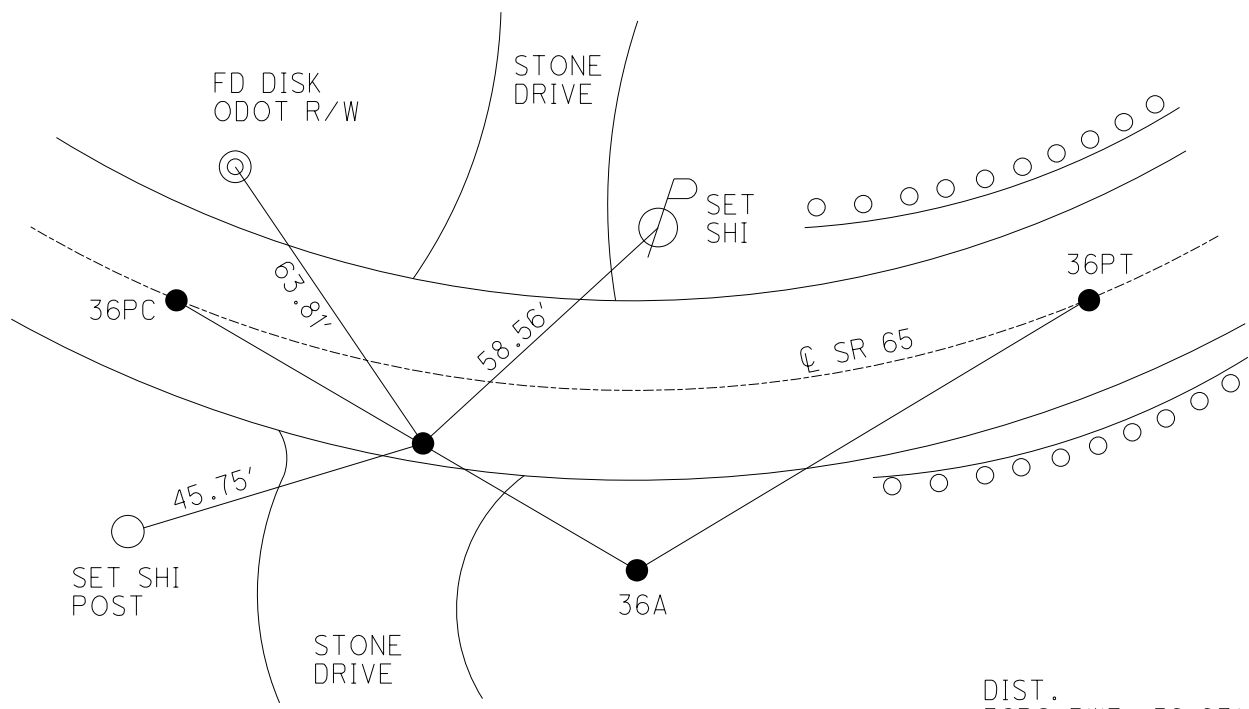 STONE
DRIVE
FD DISK
ODOT R/W
SET
SHI
36PT
36PC
63.81'
58.56'
℄ SR 65
45.75'
SET SHI
POST
36A
STONE
DRIVE
DIST.